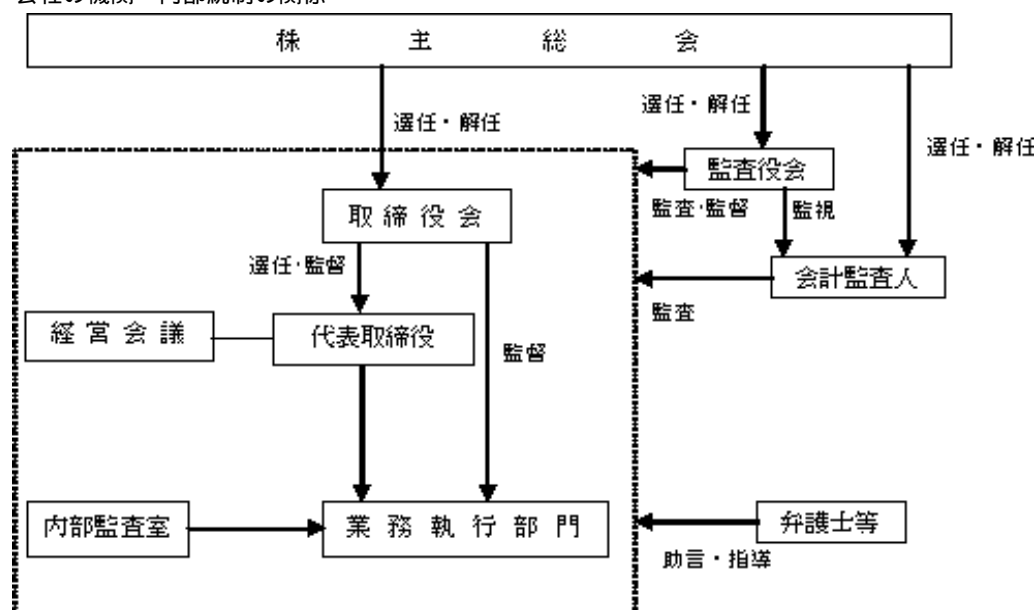 会社の機関・内部統制の関係
株主総会
選任・解任
選任・解任
選任・解任
監査役会
監査・監督
監視
取締役会
選任・監督
会計監査人
監査
経営会議
代表取締役
監督
内部監査室
業務執行部門
弁護士等
助言・指導